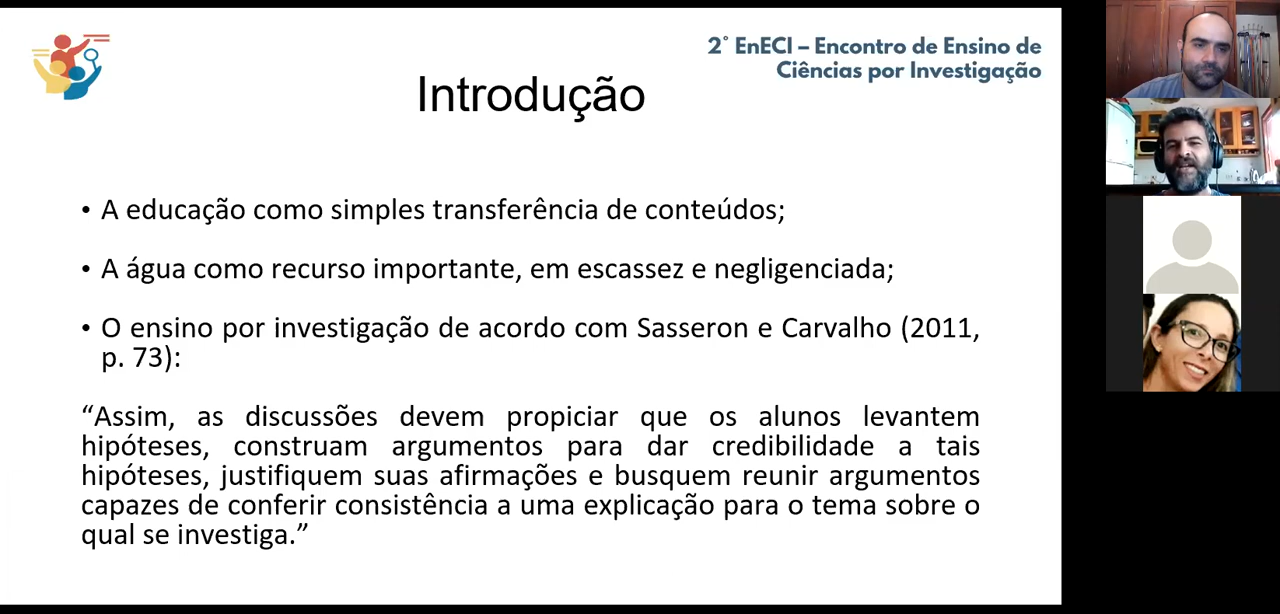 2° EnECI – Encontro de Ensino de
Ciências por Investigação
Introdução
• A educação como simples transferência de conteúdos;
• A água como recurso importante, em escassez e negligenciada;
• O ensino por investigação de acordo com Sasseron e Carvalho (2011,
p. 73):
“Assim, as discussões devem propiciar que os alunos levantem
hipóteses, construam argumentos para dar credibilidade a tais
hipóteses, justifiquem suas afirmações e busquem reunir argumentos
capazes de conferir consistência a uma explicação para o tema sobre o
qual se investiga.”